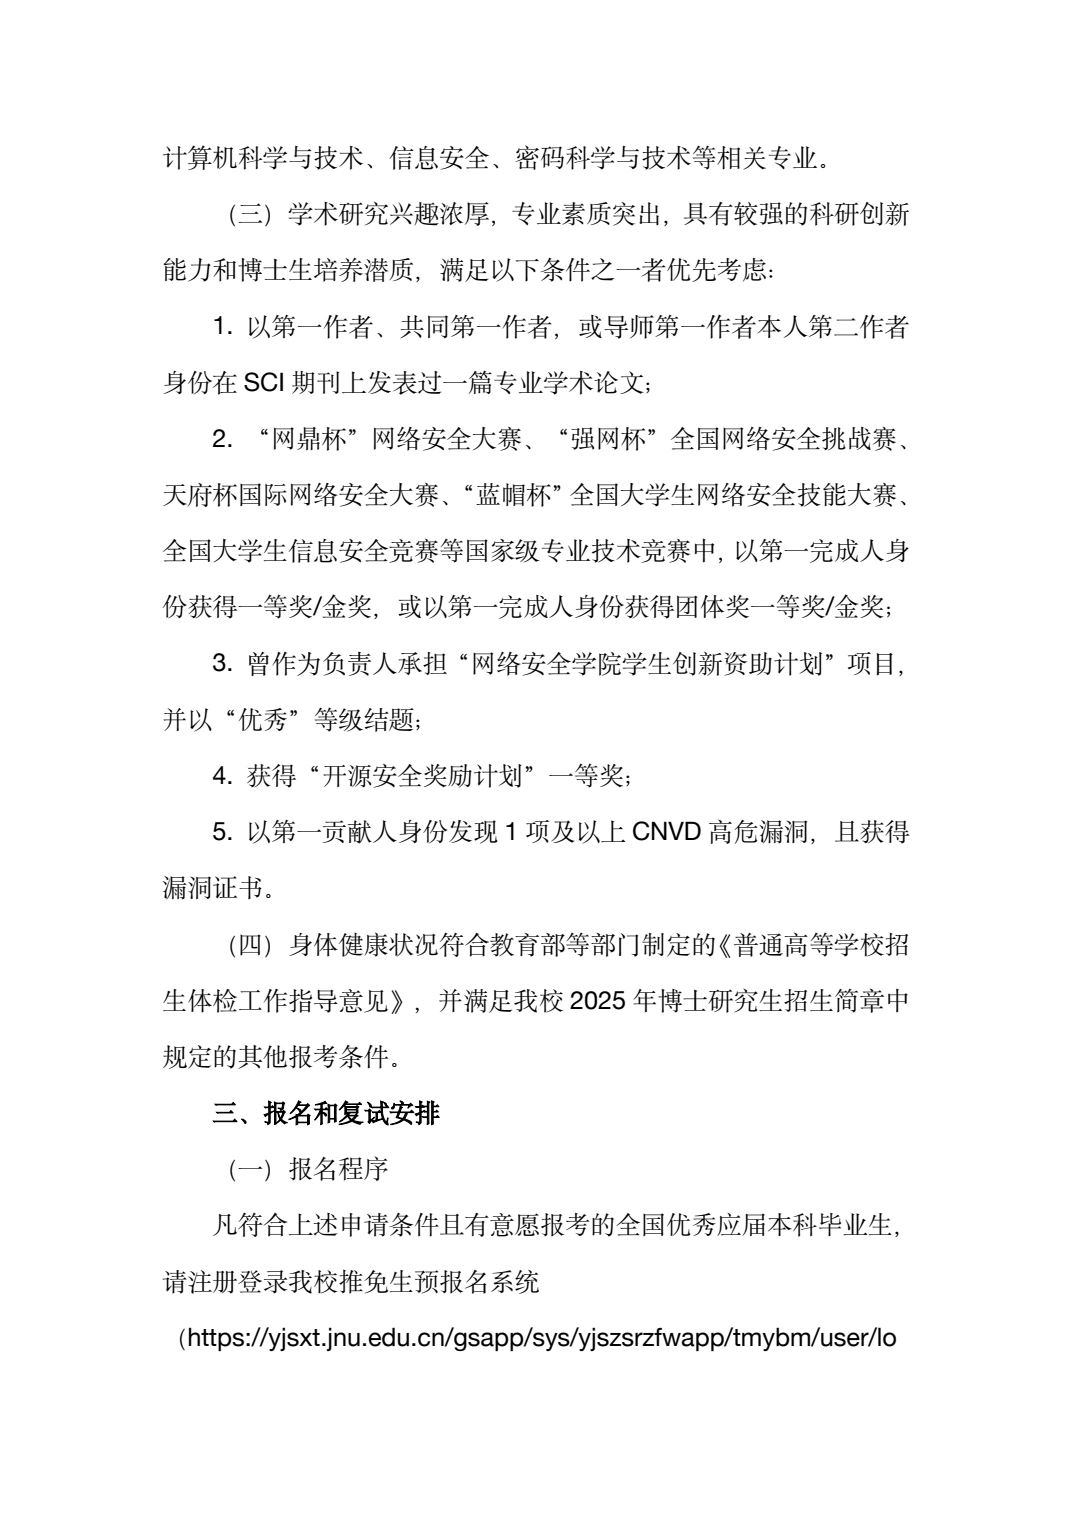 计算机科学与技术、信息安全、密码科学与技术等相关专业。
（三）学术研究兴趣浓厚，专业素质突出，具有较强的科研创新
能力和博士生培养潜质，满足以下条件之一者优先考虑：
1. 以第一作者、共同第一作者，或导师第一作者本人第二作者
身份在 SCI 期刊上发表过一篇专业学术论文；
2. “网鼎杯”网络安全大赛、“强网杯”全国网络安全挑战赛、
天府杯国际网络安全大赛、“蓝帽杯”全国大学生网络安全技能大赛、
全国大学生信息安全竞赛等国家级专业技术竞赛中，以第一完成人身
份获得一等奖/金奖，或以第一完成人身份获得团体奖一等奖/金奖；
3. 曾作为负责人承担“网络安全学院学生创新资助计划”项目，
并以“优秀”等级结题；
4. 获得“开源安全奖励计划”一等奖；
5. 以第一贡献人身份发现 1 项及以上 CNVD 高危漏洞，且获得
漏洞证书。
（四）身体健康状况符合教育部等部门制定的《普通高等学校招
生体检工作指导意见》，并满足我校 2025 年博士研究生招生简章中
规定的其他报考条件。
三、报名和复试安排
（一）报名程序
凡符合上述申请条件且有意愿报考的全国优秀应届本科毕业生，
请注册登录我校推免生预报名系统
（https://yjsxt.jnu.edu.cn/gsapp/sys/yjszsrzfwapp/tmybm/user/lo